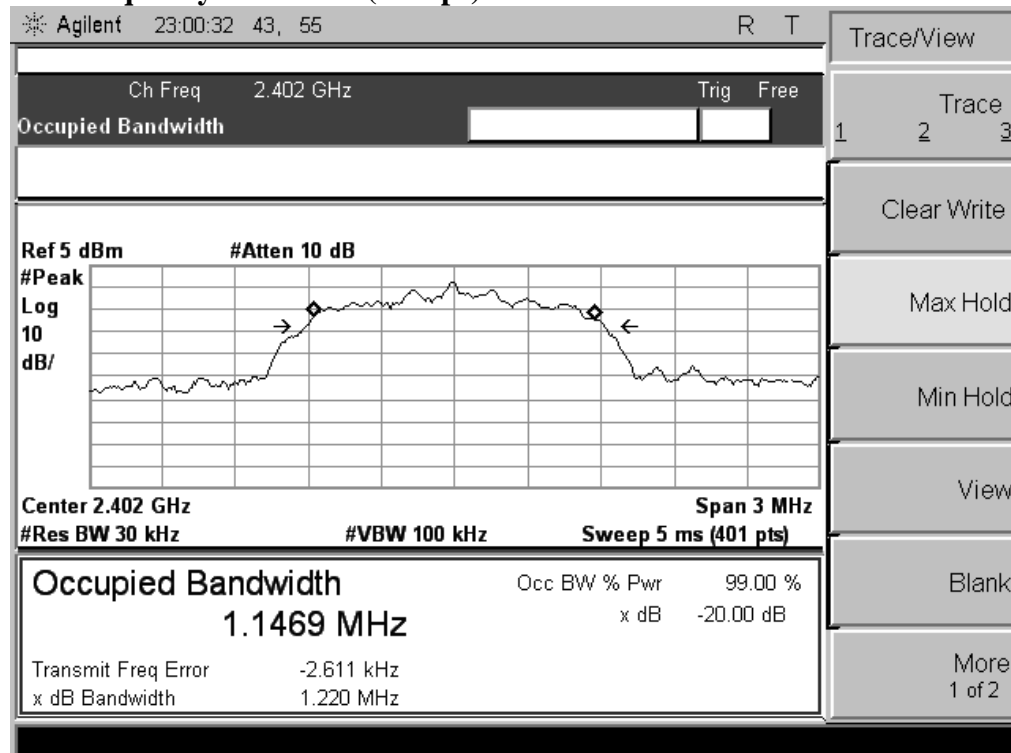 Agilent 23:00:32 43, 55 R T
Trace/View
Ch Freq 2.402 GHz Trig Free
Occupied Bandwidth
Trace
1 2 3
Clear Write
Ref 5 dBm #Atten 10 dB
#Peak
Log
10
dB/
Max Hold
Min Hold
View
Center 2.402 GHz Span 3 MHz
#Res BW 30 kHz #VBW 100 kHz Sweep 5 ms (401 pts)
Occupied Bandwidth Occ BW % Pwr 99.00 %
1.1469 MHz x dB -20.00 dB
Blank
Transmit Freq Error -2.611 kHz
x dB Bandwidth 1.220 MHz
More
1 of 2